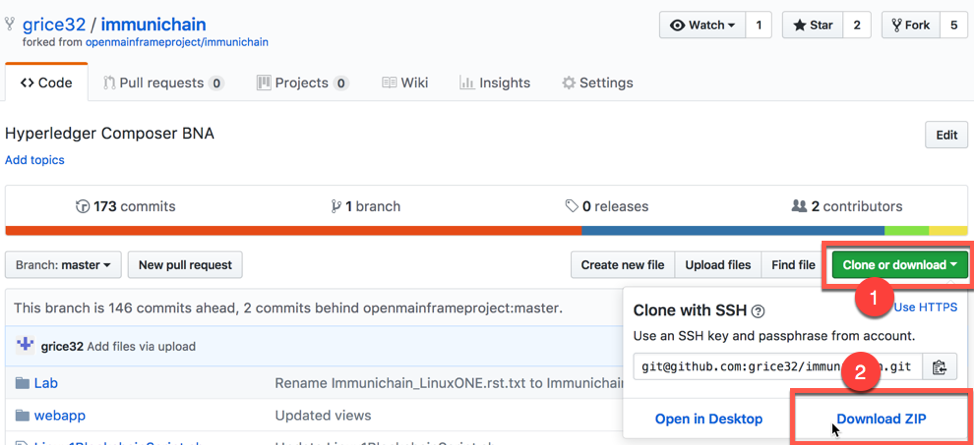 grice32 / immunichain
Watch 1 Star 2 Fork 5
forked from openmainframeproject/immunichain
Code Pull requests 0 Projects 0 Wiki Insights Settings
Hyperledger Composer BNA
Edit
Add topics
173 commits 1 branch 0 releases 2 contributors
Branch: master New pull request Create new file Upload files Find file Clone or download
1
This branch is 146 commits ahead, 2 commits behind openmainframeproject:master.
Clone with SSH ? Use HTTPS
Use an SSH key and passphrase from account.
grice32 Add files via upload
git@github.com:grice32/immun n.git
2
Lab Rename Immunichain_LinuxONE.rst.txt to Immunichain
webapp Updated views
Open in Desktop Download ZIP